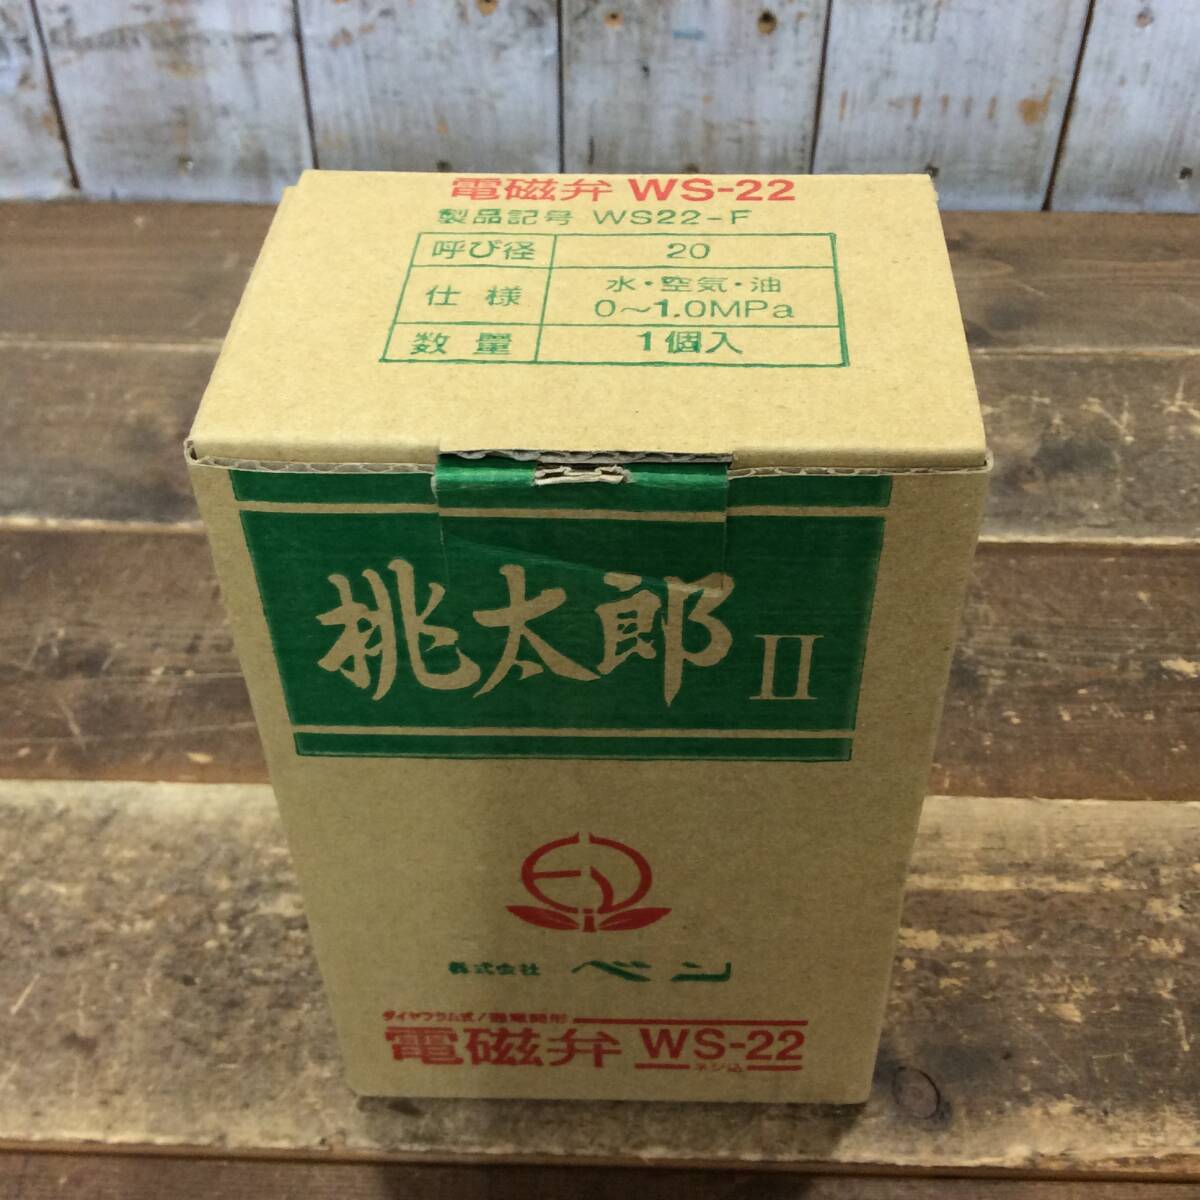 電磁弁 WS-22
製品記号 WS22-F
呼び径 20
仕様 水・空気・油
0～1.0MPa
数量 1個入
桃太郎 II
株式会社 ベン
ダイヤフラム式/通電開形
電磁弁 WS-22
ネジ込